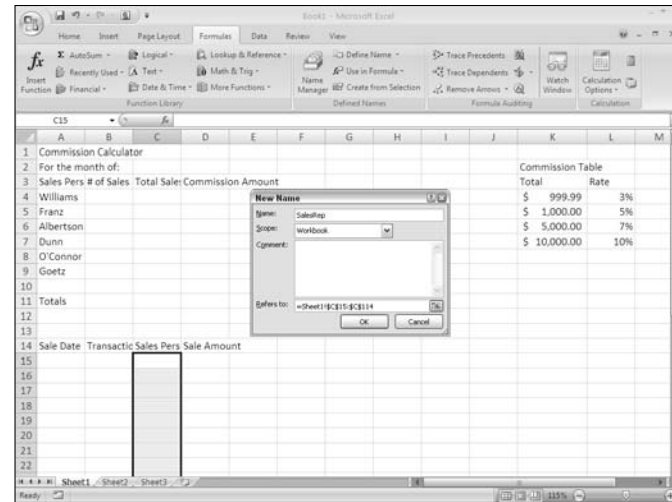 Book1 - Microsoft Excel
Home Insert Page Layout Formulas Data Review View
Σ AutoSum Logical Lookup & Reference Define Name Trace Precedents
Recently Used Text Math & Trig Use in Formula Trace Dependents
Financial Date & Time More Functions Create from Selection Remove Arrows
Insert Function Name Manager Watch Window Calculation Options
Function Library Defined Names Formula Auditing Calculation
C15 fx
A B C D E F G H I J K L M
1 Commission Calculator
2 For the month of: Commission Table
3 Sales Pers # of Sales Total Sale Commission Amount Total Rate
4 Williams $ 999.99 3%
5 Franz $ 1,000.00 5%
6 Albertson $ 5,000.00 7%
7 Dunn $ 10,000.00 10%
8 O'Connor
9 Goetz
10
11 Totals
12
13
14 Sale Date Transactic Sales Pers Sale Amount
15
16
17
18
19
20
21
22
New Name
Name: SalesRep
Scope: Workbook
Comment:
Refers to: =Sheet1!$C$15:$C$114
OK Cancel
Sheet1 Sheet2 Sheet3
Ready 115%